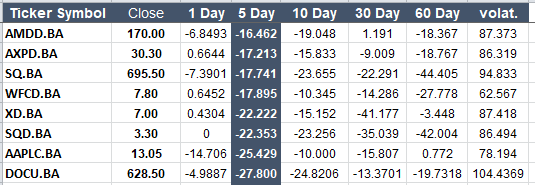 Ticker Symbol Close 1 Day 5 Day 10 Day 30 Day 60 Day volat.
AMDD.BA 170.00 -6.8493 -16.462 -19.048 1.191 -18.367 87.373
AXPD.BA 30.30 0.6644 -17.213 -15.833 -9.009 -18.767 86.319
SQ.BA 695.50 -7.3901 -17.741 -23.655 -22.291 -44.405 94.833
WFCD.BA 7.80 0.6452 -17.895 -10.345 -14.286 -27.778 62.567
XD.BA 7.00 0.4304 -22.222 -15.152 -41.177 -3.448 87.418
SQD.BA 3.30 0 -22.353 -23.256 -35.039 -42.004 86.494
AAPLC.BA 13.05 -14.706 -25.429 -10.000 -15.807 0.772 78.194
DOCU.BA 628.50 -4.9887 -27.800 -24.8206 -13.3701 -19.7318 104.4369